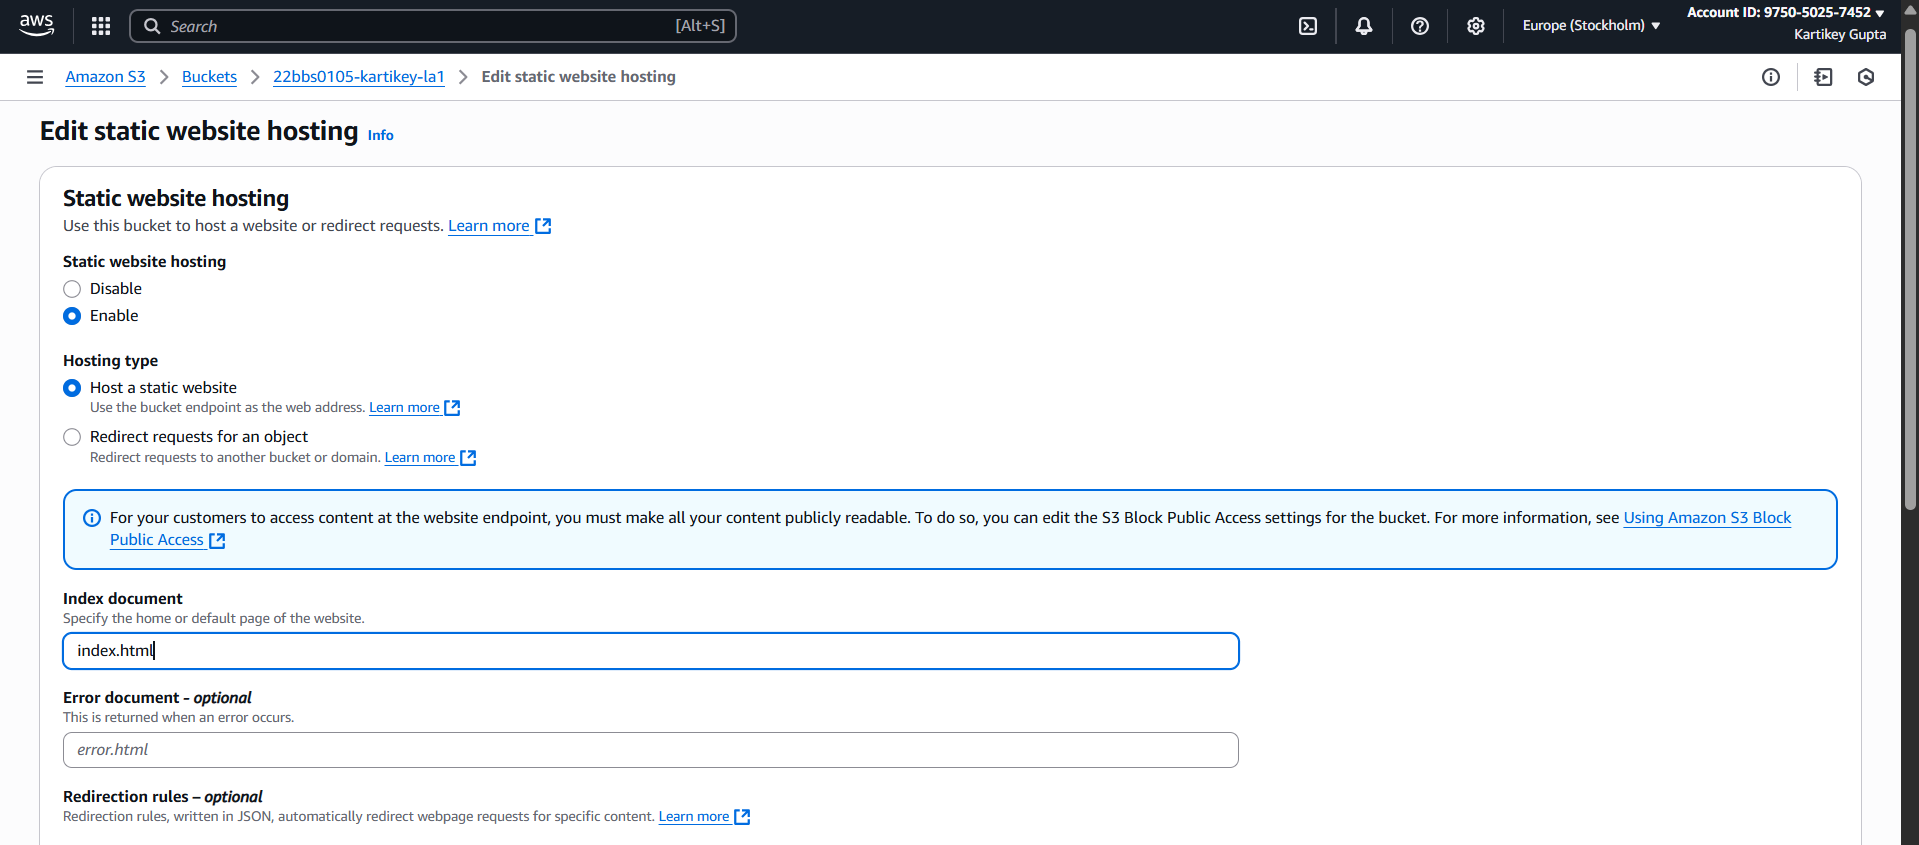 aws
Search [Alt+S]
Europe (Stockholm)
Account ID: 9750-5025-7452
Kartikey Gupta
Amazon S3 > Buckets > 22bbs0105-kartikey-la1 > Edit static website hosting
Edit static website hosting Info
Static website hosting
Use this bucket to host a website or redirect requests. Learn more
Static website hosting
Disable
Enable
Hosting type
Host a static website
Use the bucket endpoint as the web address. Learn more
Redirect requests for an object
Redirect requests to another bucket or domain. Learn more
For your customers to access content at the website endpoint, you must make all your content publicly readable. To do so, you can edit the S3 Block Public Access settings for the bucket. For more information, see Using Amazon S3 Block
Public Access
Index document
Specify the home or default page of the website.
index.html
Error document - optional
This is returned when an error occurs.
error.html
Redirection rules – optional
Redirection rules, written in JSON, automatically redirect webpage requests for specific content. Learn more